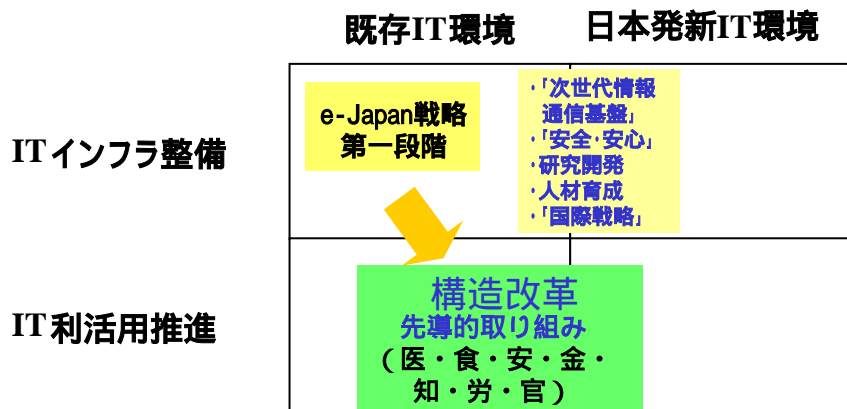 既存IT環境
日本発新IT環境
ITインフラ整備
e-Japan戦略
第一段階
・「次世代情報
通信基盤」
・「安全・安心」
・研究開発
・人材育成
・「国際戦略」
IT利活用推進
構造改革
先導的取り組み
(医・食・安・金・
知・労・官)